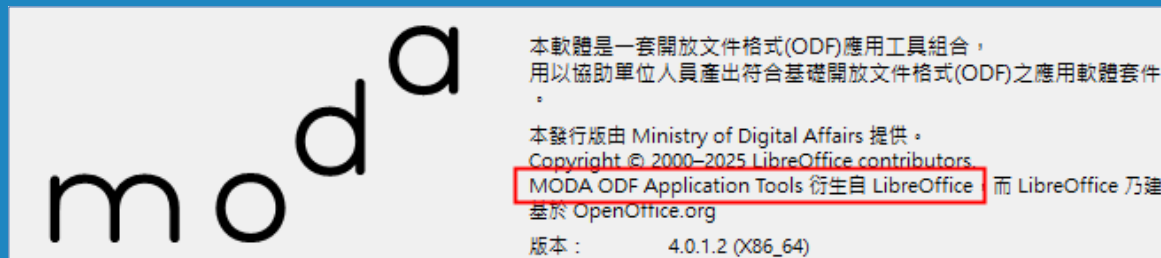 moda
本軟體是一套開放文件格式(ODF)應用工具組合，
用以協助單位人員產出符合基礎開放文件格式(ODF)之應用軟體套件
。
本發行版由 Ministry of Digital Affairs 提供。
Copyright © 2000–2025 LibreOffice contributors.
MODA ODF Application Tools 衍生自 LibreOffice，而 LibreOffice 乃建
基於 OpenOffice.org
版本： 4.0.1.2 (X86_64)